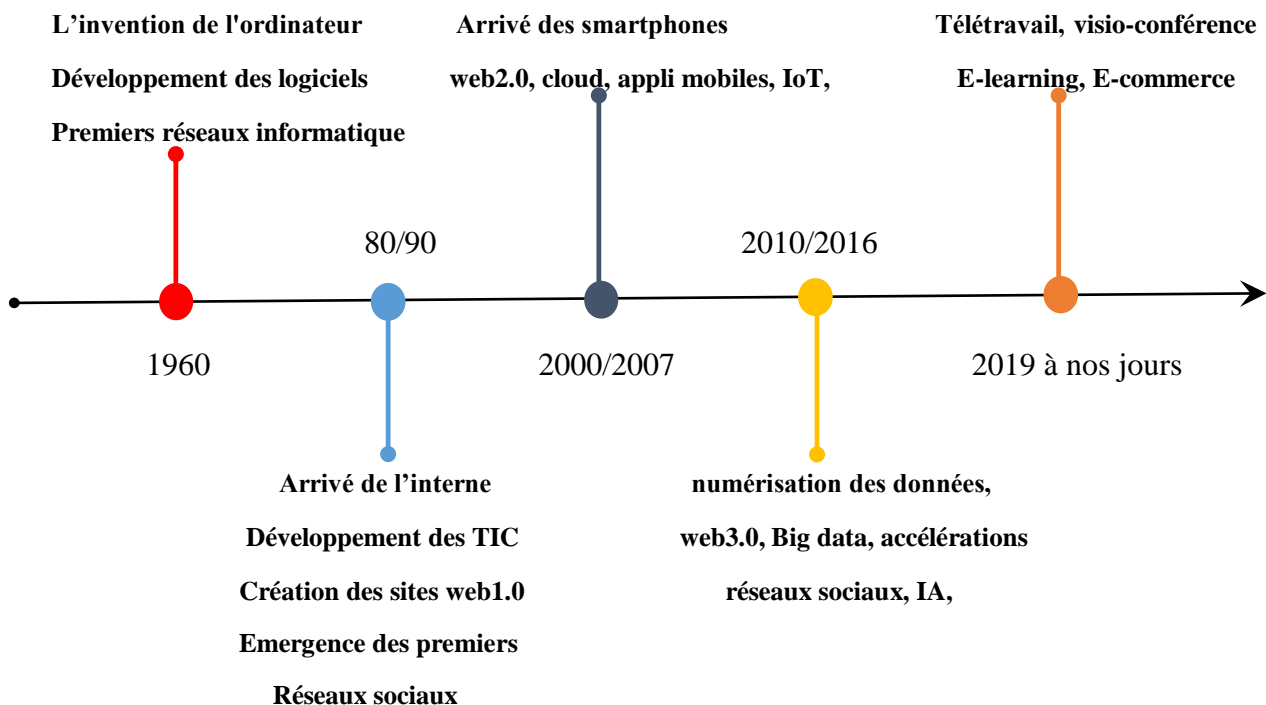 L’invention de l'ordinateur
Développement des logiciels
Premiers réseaux informatique
1960
80/90
Arrivé de l’interne
Développement des TIC
Création des sites web1.0
Emergence des premiers
Réseaux sociaux
Arrivé des smartphones
web2.0, cloud, appli mobiles, IoT,
2000/2007
2010/2016
numérisation des données,
web3.0, Big data, accélérations
réseaux sociaux, IA,
Télétravail, visio-conférence
E-learning, E-commerce
2019 à nos jours